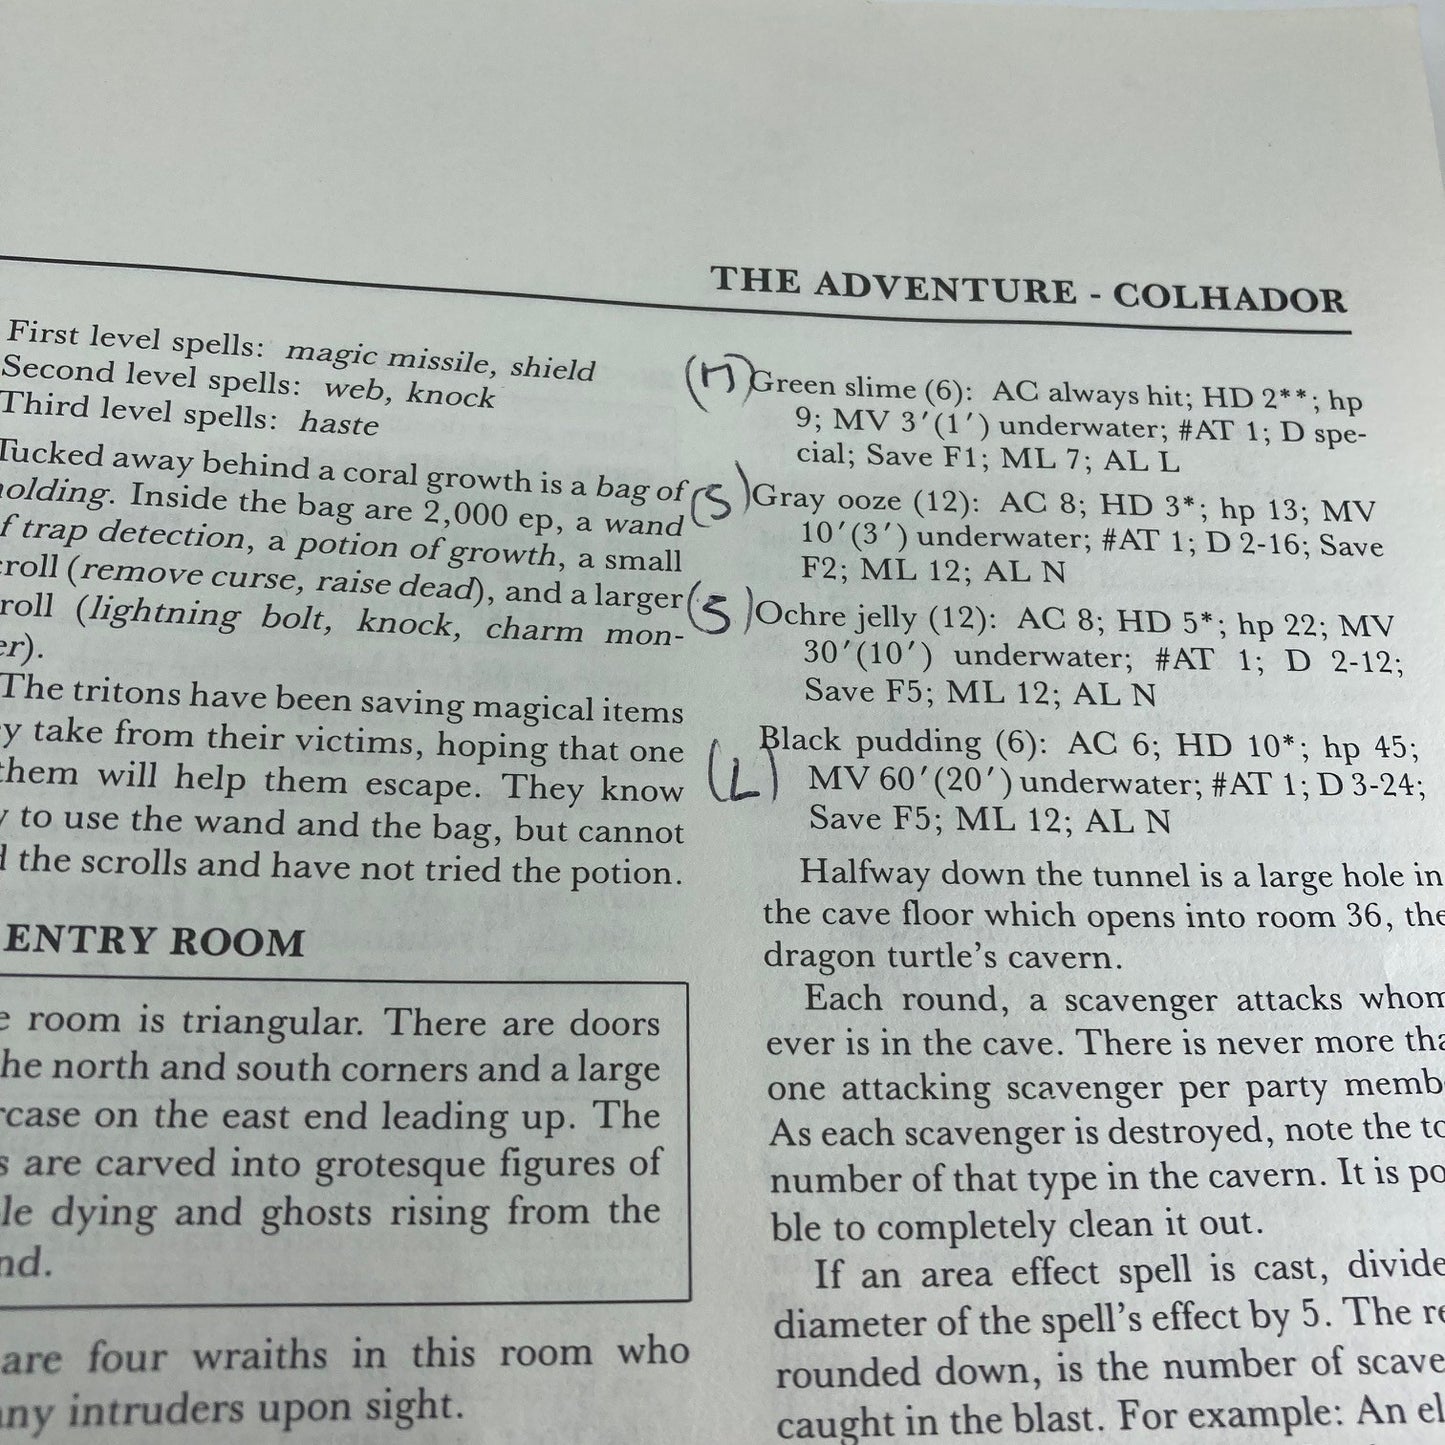 THE ADVENTURE - COLHADOR
First level spells: magic missile, shield
Second level spells: web, knock
Third level spells: haste
Tucked away behind a coral growth is a bag of
holding. Inside the bag are 2,000 ep, a wand
of trap detection, a potion of growth, a small
scroll (remove curse, raise dead), and a larger
roll (lightning bolt, knock, charm mon-
er).
The tritons have been saving magical items
y take from their victims, hoping that one
them will help them escape. They know
to use the wand and the bag, but cannot
d the scrolls and have not tried the potion.
ENTRY ROOM
e room is triangular. There are doors
he north and south corners and a large
rcase on the east end leading up. The
s are carved into grotesque figures of
le dying and ghosts rising from the
nd.
are four wraiths in this room who
any intruders upon sight.
Green slime (6): AC always hit; HD 2**; hp
9; MV 3'(1') underwater; #AT 1; D spe-
cial; Save F1; ML 7; AL L
(S) Gray ooze (12): AC 8; HD 3*; hp 13; MV
10'(3') underwater; #AT 1; D 2-16; Save
F2; ML 12; AL N
(S) Ochre jelly (12): AC 8; HD 5*; hp 22; MV
30'(10') underwater; #AT 1; D 2-12;
Save F5; ML 12; AL N
Black pudding (6): AC 6; HD 10*; hp 45;
(L) MV 60'(20') underwater; #AT 1; D 3-24;
Save F5; ML 12; AL N
Halfway down the tunnel is a large hole in
the cave floor which opens into room 36, the
dragon turtle's cavern.
Each round, a scavenger attacks whom
ever is in the cave. There is never more tha
one attacking scavenger per party memb
As each scavenger is destroyed, note the to
number of that type in the cavern. It is po
ble to completely clean it out.
If an area effect spell is cast, divide
diameter of the spell's effect by 5. The re
rounded down, is the number of scave
caught in the blast. For example: An el